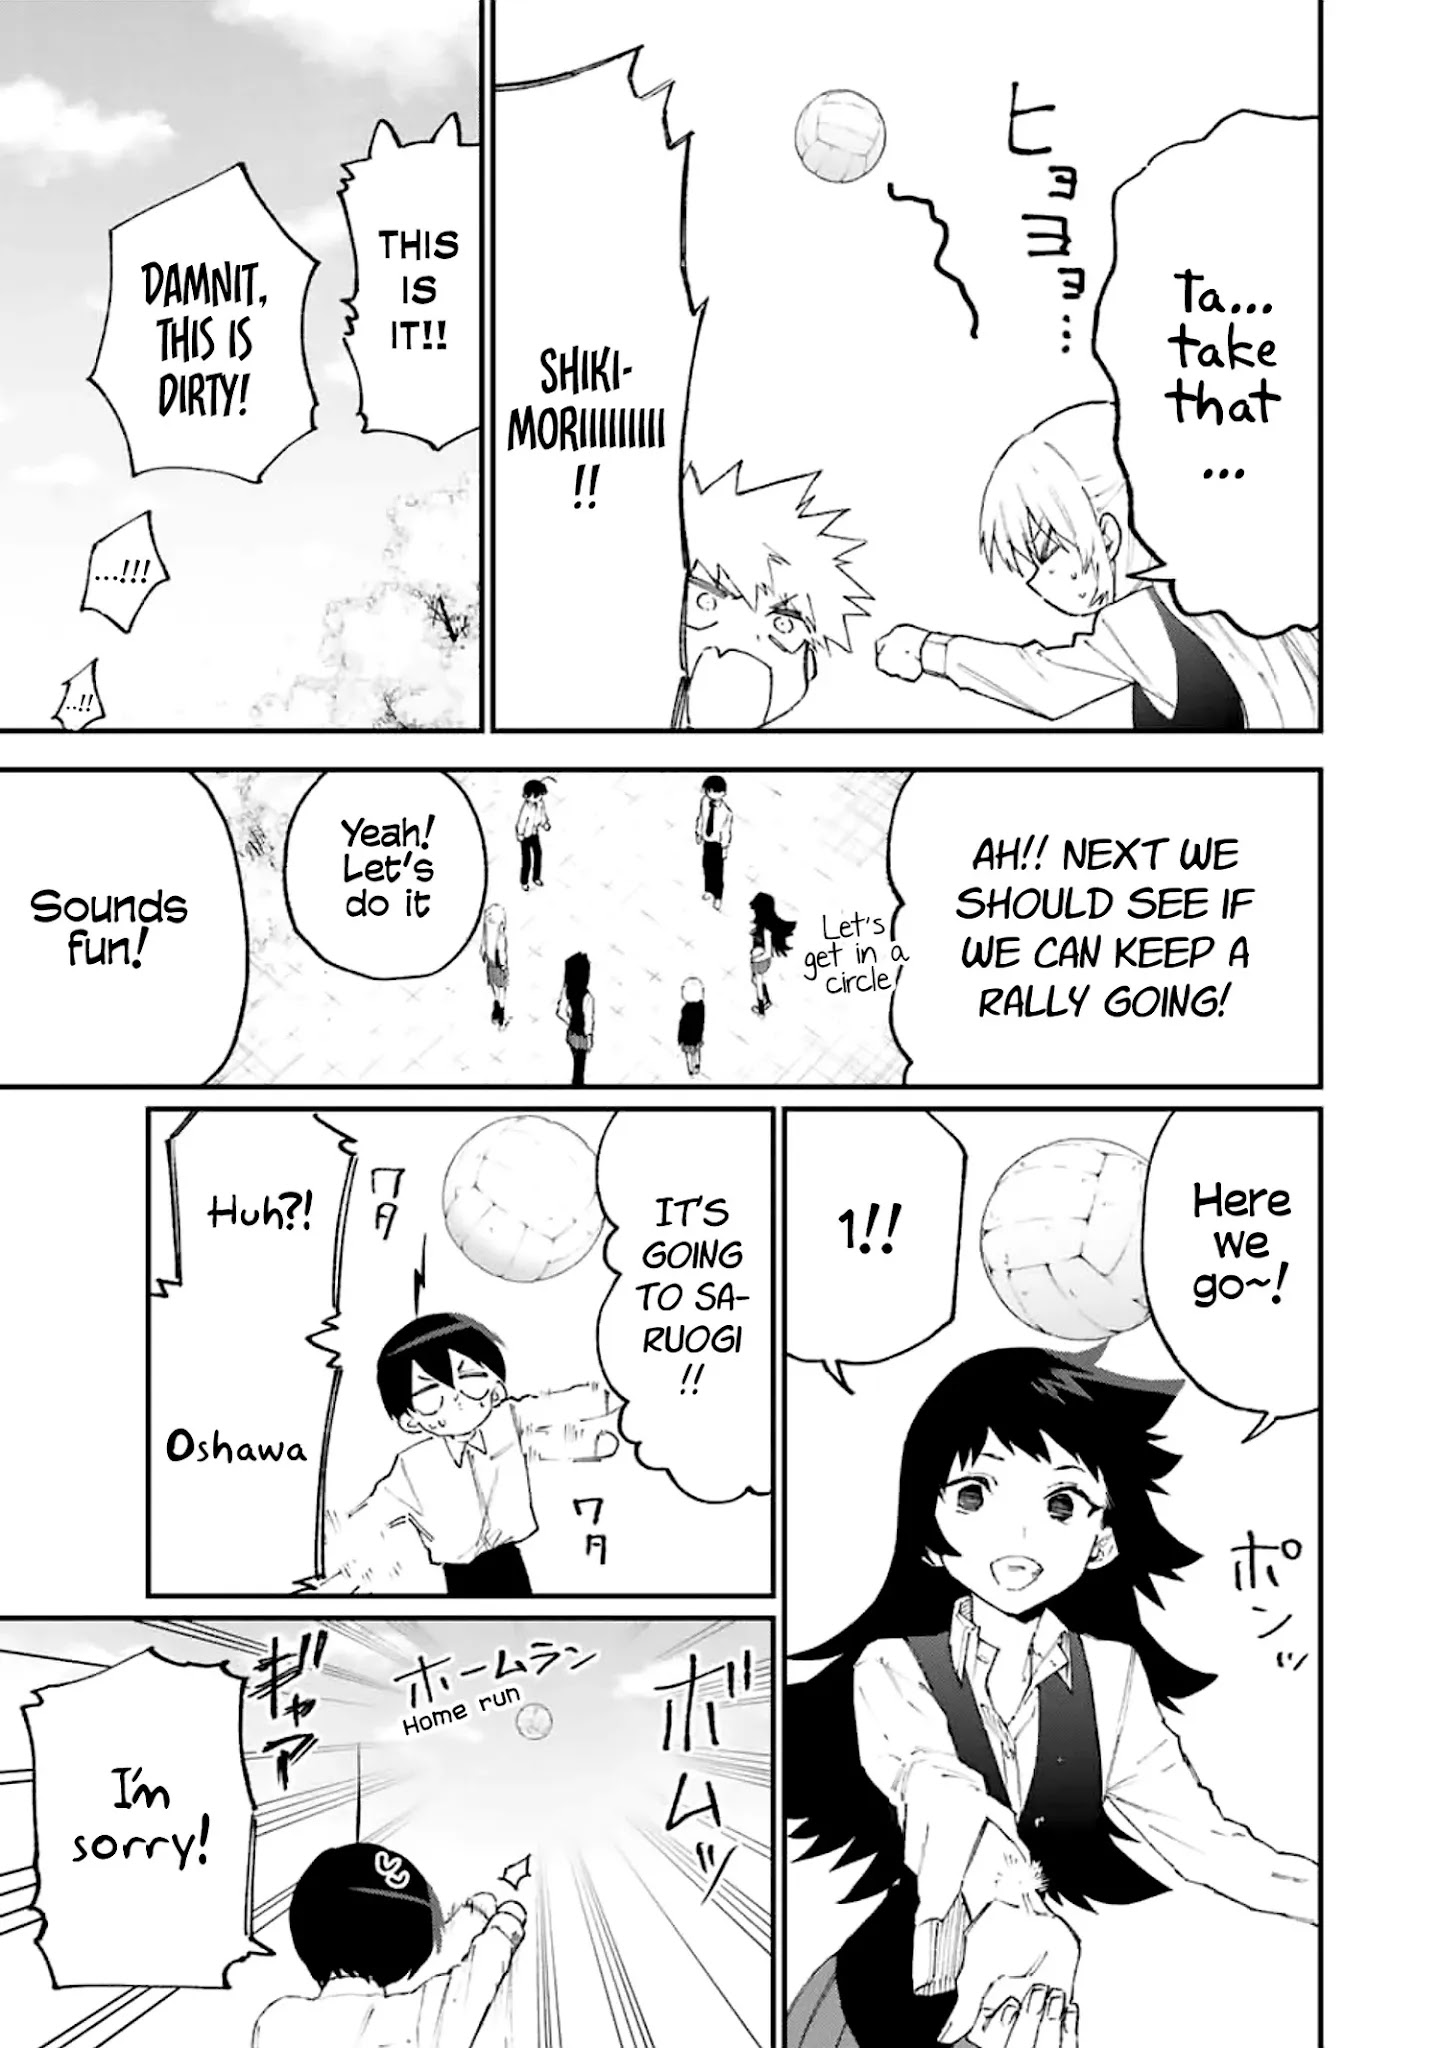 Ta...
take
that
...
ヒョヨョ...
SHIKI-
MORIIIIIIIIII
!!
THIS
IS
IT!!
DAMNIT,
THIS IS
DIRTY!
...!!!
..!!
AH!! NEXT WE
SHOULD SEE IF
WE CAN KEEP A
RALLY GOING!
Let's
get in a
circle!
Yeah!
Let's
do it
Sounds
fun!
Here
we
go~!
1!!
ポンッ
IT'S
GOING
TO SA-
RUOGI
!!
ワタ
ワタ
Huh?!
Oshawa
ホームラン
Home run
ボムッ
ギャア
I'm
sorry!